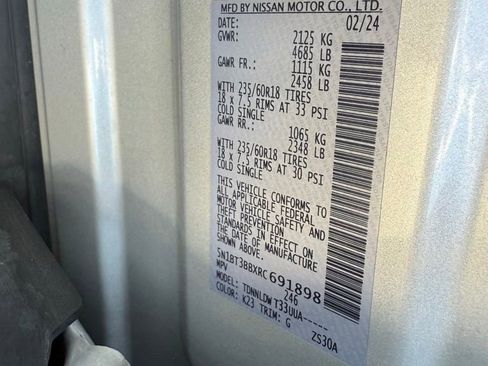 MFD BY NISSAN MOTOR CO., LTD.
DATE: 02/24
GVWR: 2125 KG
4685 LB
GAWR FR.: 1115 KG
2458 LB
WITH 235/60R18 TIRES
18 x 7.5 RIMS AT 33 PSI
COLD SINGLE
GAWR RR.: 1065 KG
2348 LB
WITH 235/60R18 TIRES
18 x 7.5 RIMS AT 30 PSI
COLD SINGLE
THIS VEHICLE CONFORMS TO
ALL APPLICABLE FEDERAL
MOTOR VEHICLE SAFETY AND
THEFT PREVENTION
STANDARDS IN EFFECT ON
THE DATE OF MANUFACTURE
SHOWN ABOVE.
5N1BT3BBXRC691898
MPV 246
MODEL: TDNNLDWT33UUA-----
COLOR: K23 TRIM: G
ZS30A